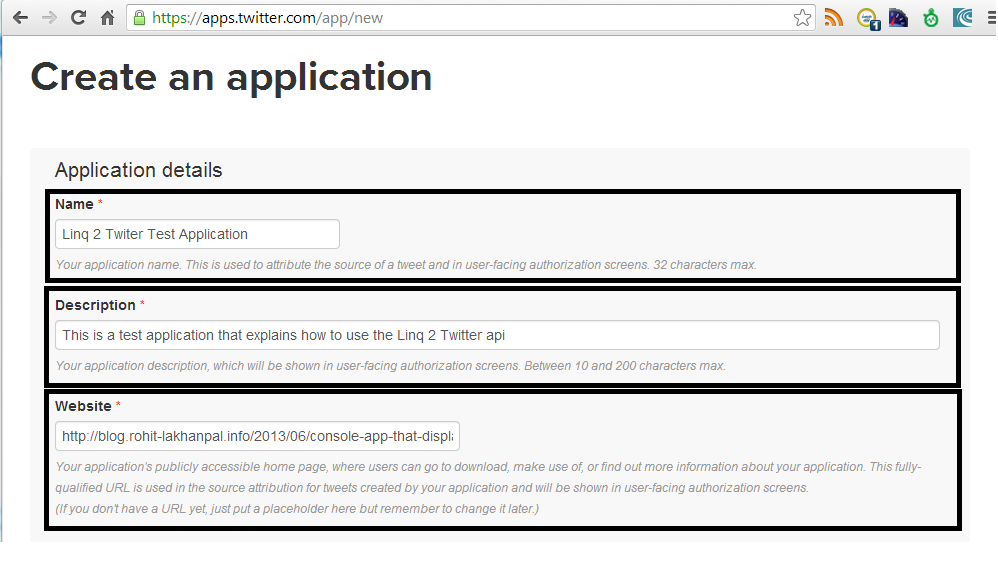 https://apps.twitter.com/app/new
1
Create an application
Application details
Name *
Linq 2 Twiter Test Application
Your application name. This is used to attribute the source of a tweet and in user-facing authorization screens. 32 characters max.
Description *
This is a test application that explains how to use the Linq 2 Twitter api
Your application description, which will be shown in user-facing authorization screens. Between 10 and 200 characters max.
Website *
http://blog.rohit-lakhanpal.info/2013/06/console-app-that-displa
Your application's publicly accessible home page, where users can go to download, make use of, or find out more information about your application. This fully-
qualified URL is used in the source attribution for tweets created by your application and will be shown in user-facing authorization screens.
(If you don't have a URL yet, just put a placeholder here but remember to change it later.)